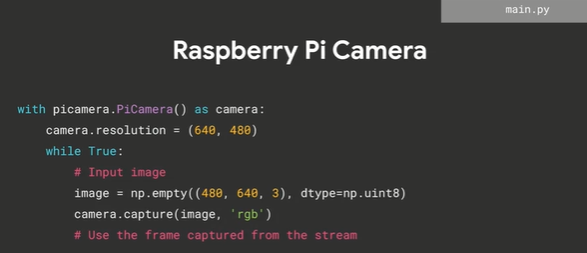 main.py
Raspberry Pi Camera
with picamera.PiCamera() as camera:
    camera.resolution = (640, 480)
    while True:
        # Input image
        image = np.empty((480, 640, 3), dtype=np.uint8)
        camera.capture(image, 'rgb')
        # Use the frame captured from the stream